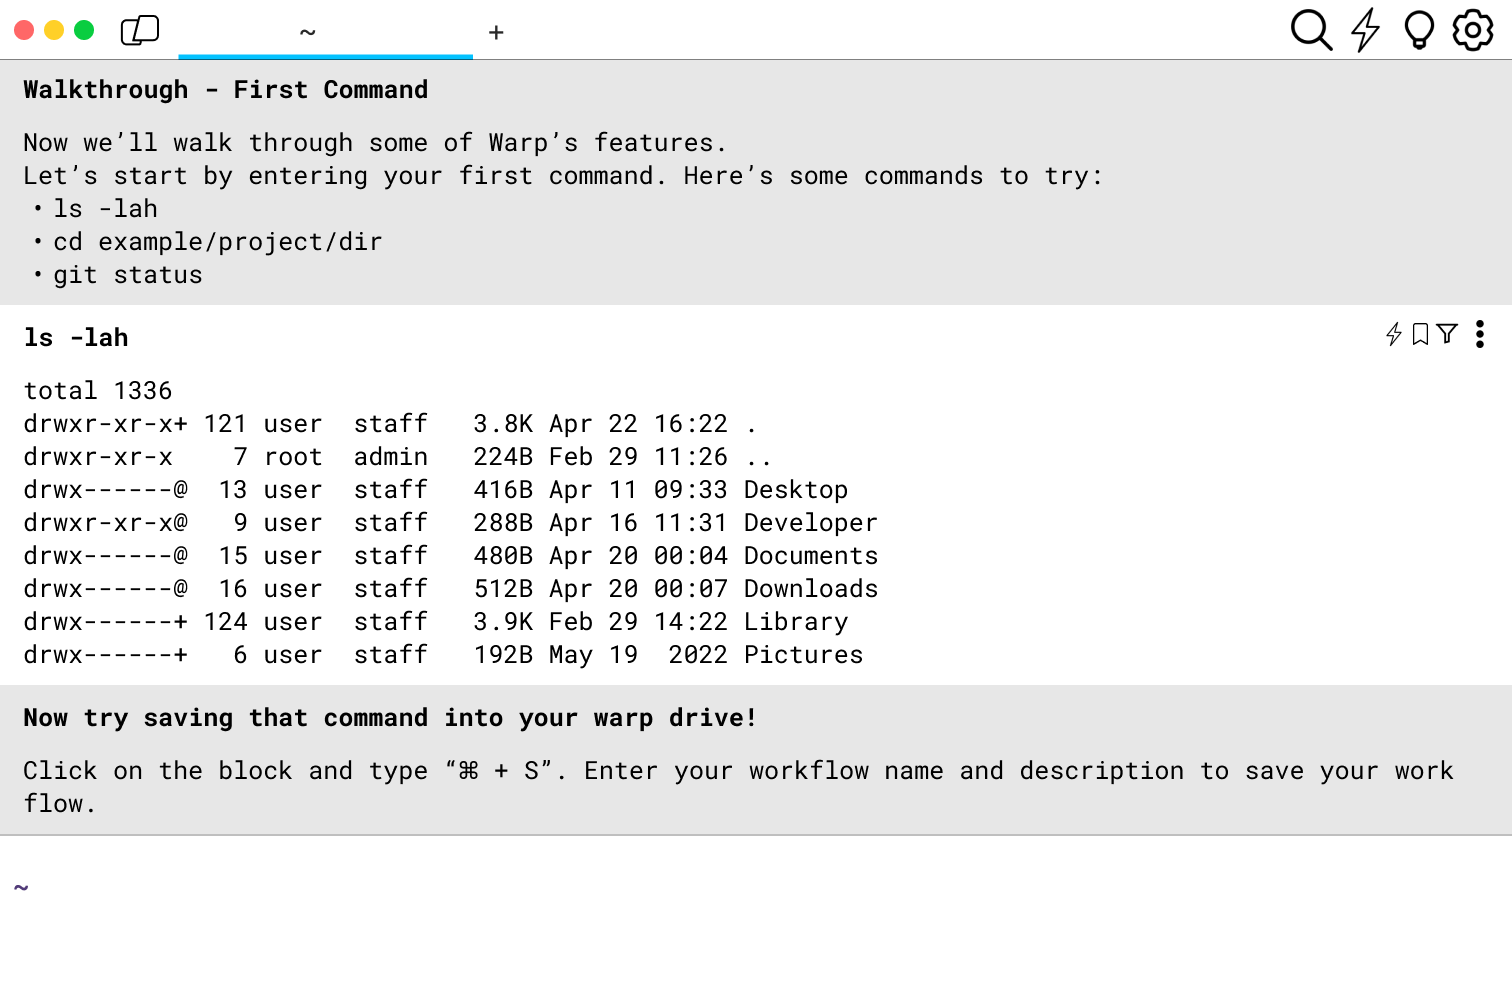 ~ +
Walkthrough - First Command
Now we’ll walk through some of Warp’s features.
Let’s start by entering your first command. Here’s some commands to try:
• ls -lah
• cd example/project/dir
• git status
ls -lah
total 1336
drwxr-xr-x+ 121 user  staff   3.8K Apr 22 16:22 .
drwxr-xr-x    7 root  admin   224B Feb 29 11:26 ..
drwx------@  13 user  staff   416B Apr 11 09:33 Desktop
drwxr-xr-x@   9 user  staff   288B Apr 16 11:31 Developer
drwx------@  15 user  staff   480B Apr 20 00:04 Documents
drwx------@  16 user  staff   512B Apr 20 00:07 Downloads
drwx------+ 124 user  staff   3.9K Feb 29 14:22 Library
drwx------+   6 user  staff   192B May 19  2022 Pictures
Now try saving that command into your warp drive!
Click on the block and type “⌘ + S”. Enter your workflow name and description to save your work
flow.
~